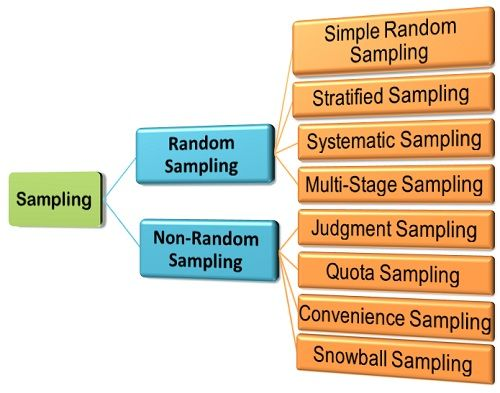 Sampling
Random
Sampling
Non-Random
Sampling
Simple Random
Sampling
Stratified Sampling
Systematic Sampling
Multi-Stage Sampling
Judgment Sampling
Quota Sampling
Convenience Sampling
Snowball Sampling